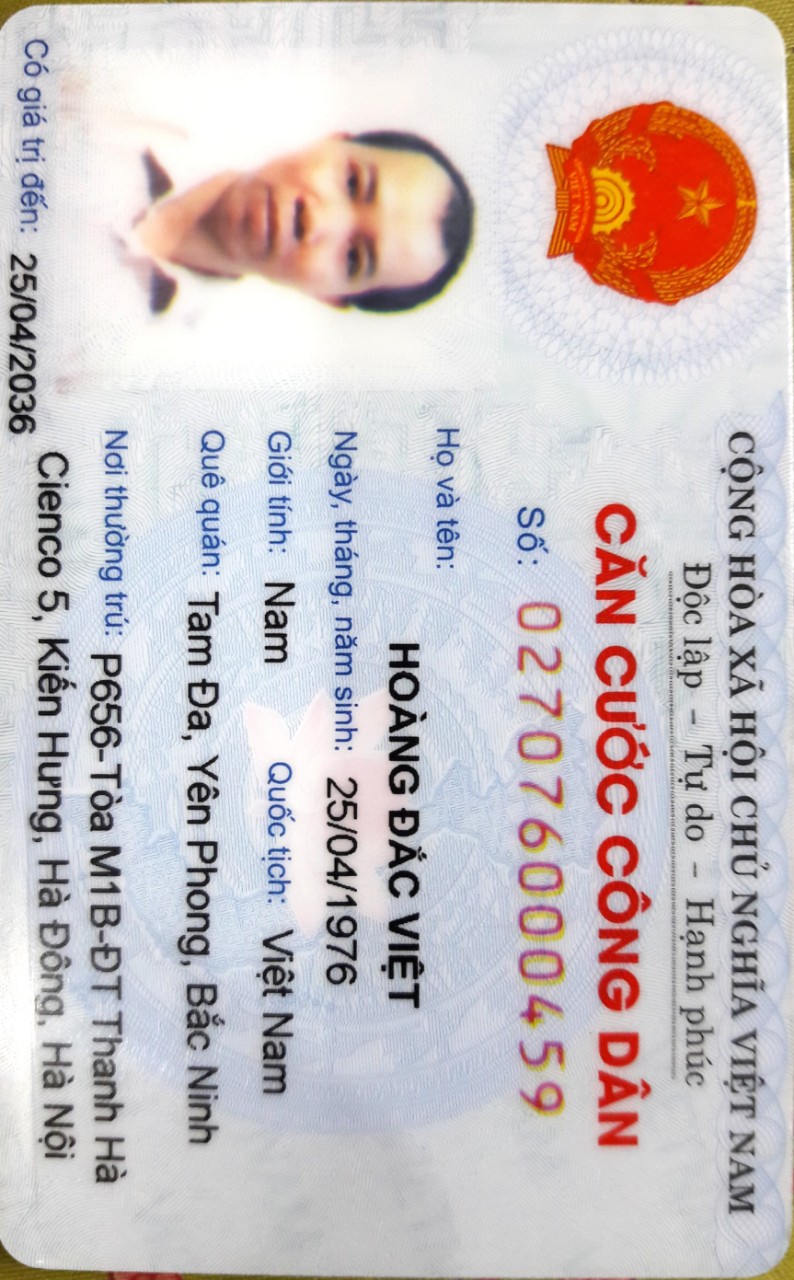 CỘNG HÒA XÃ HỘI CHỦ NGHĨA VIỆT NAM
Độc lập - Tự do - Hạnh phúc
CĂN CƯỚC CÔNG DÂN
Số: 027076000459
Họ và tên:
HOÀNG ĐẮC VIỆT
Ngày, tháng, năm sinh: 25/04/1976
Giới tính: Nam Quốc tịch: Việt Nam
Quê quán: Tam Đa, Yên Phong, Bắc Ninh
Nơi thường trú: P656-Tòa M1B-ĐT Thanh Hà
Cienco 5, Kiến Hưng, Hà Đông, Hà Nội
Có giá trị đến: 25/04/2036